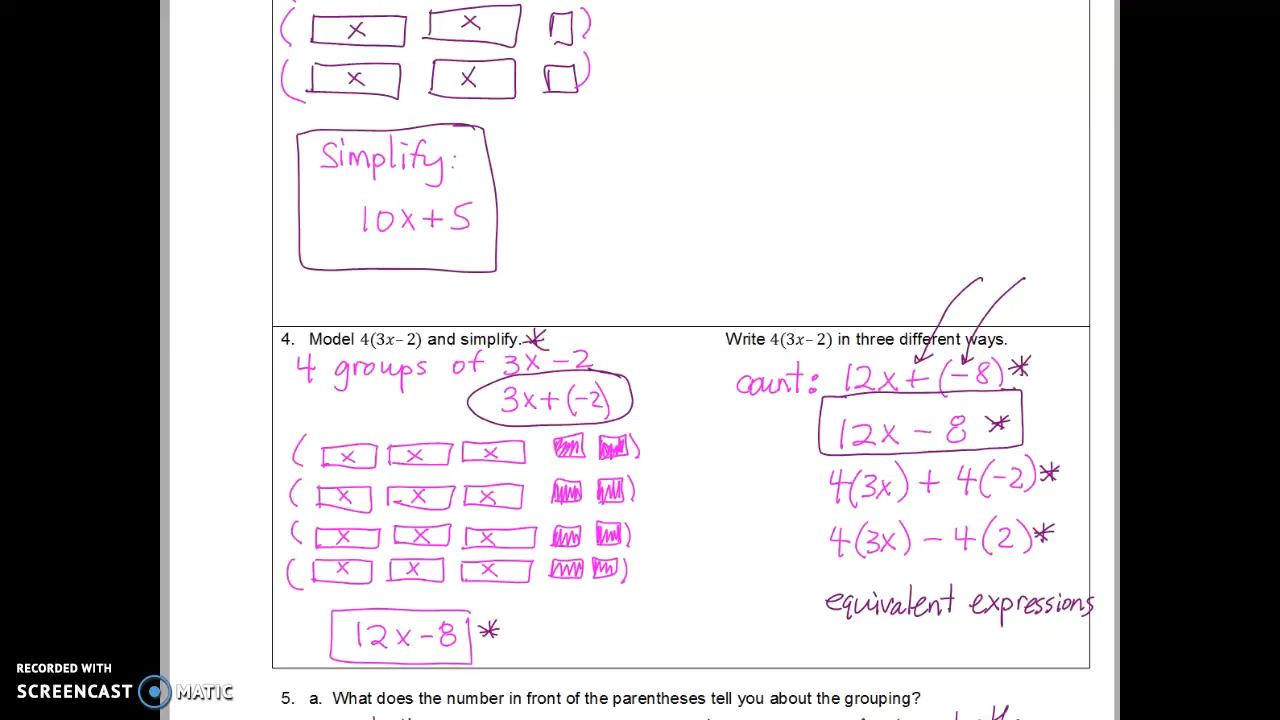 ( x x )
( x x )
Simplify:
10x + 5
4. Model 4(3x – 2) and simplify. *
4 groups of 3x - 2
3x + (-2)
( x x x )
( x x x )
( x x x )
( x x x )
12x - 8 *
Write 4(3x – 2) in three different ways.
count: 12x + (-8) *
12x - 8 *
4(3x) + 4(-2) *
4(3x) - 4(2) *
equivalent expressions
5. a. What does the number in front of the parentheses tell you about the grouping?
RECORDED WITH
SCREENCAST MATIC